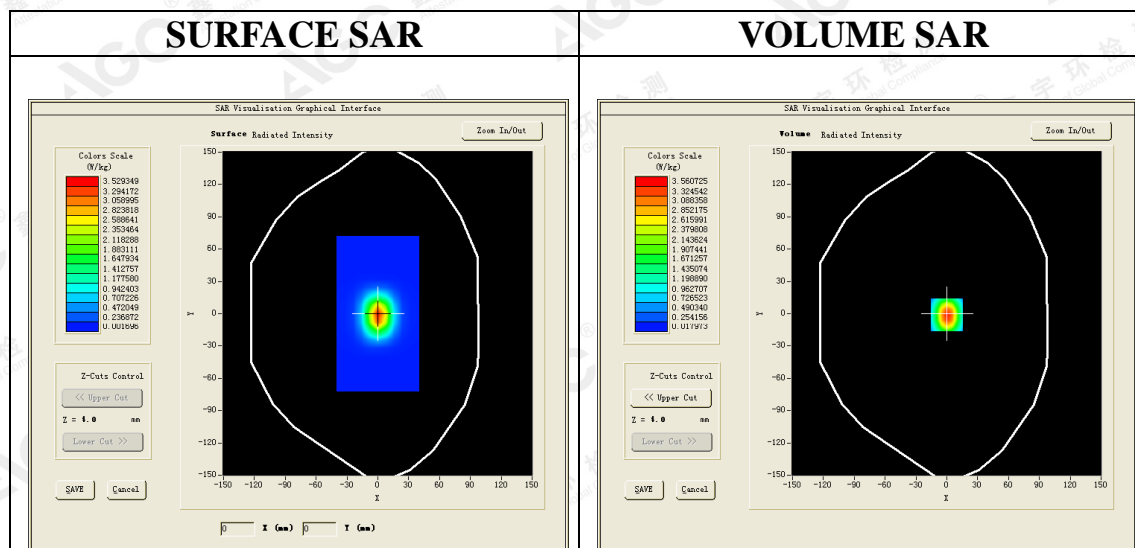 SURFACE SAR
SAR Visualisation Graphical Interface
Surface Radiated Intensity
Zoom In/Out
Colors Scale
(W/kg)
3.529349
3.294172
3.058995
2.823818
2.588641
2.353464
2.118288
1.883111
1.647934
1.412757
1.177580
0.942403
0.707226
0.472049
0.236872
0.001696
Z-Cuts Control
<< Upper Cut
Z = 4.0 mm
Lower Cut >>
SAVE Cancel
150
120
90
60
30
0
-30
-60
-90
-120
-150
Y
-150 -120 -90 -60 -30 0 30 60 90 120 150
X
0 X (mm) 0 Y (mm)
VOLUME SAR
SAR Visualisation Graphical Interface
Volume Radiated Intensity
Zoom In/Out
Colors Scale
(W/kg)
3.560725
3.324542
3.088358
2.852175
2.615991
2.379808
2.143624
1.907441
1.671257
1.435074
1.198890
0.962707
0.726523
0.490340
0.254156
0.017973
Z-Cuts Control
<< Upper Cut
Z = 4.0 mm
Lower Cut >>
SAVE Cancel
150
120
90
60
30
0
-30
-60
-90
-120
-150
Y
-150 -120 -90 -60 -30 0 30 60 90 120 150
X